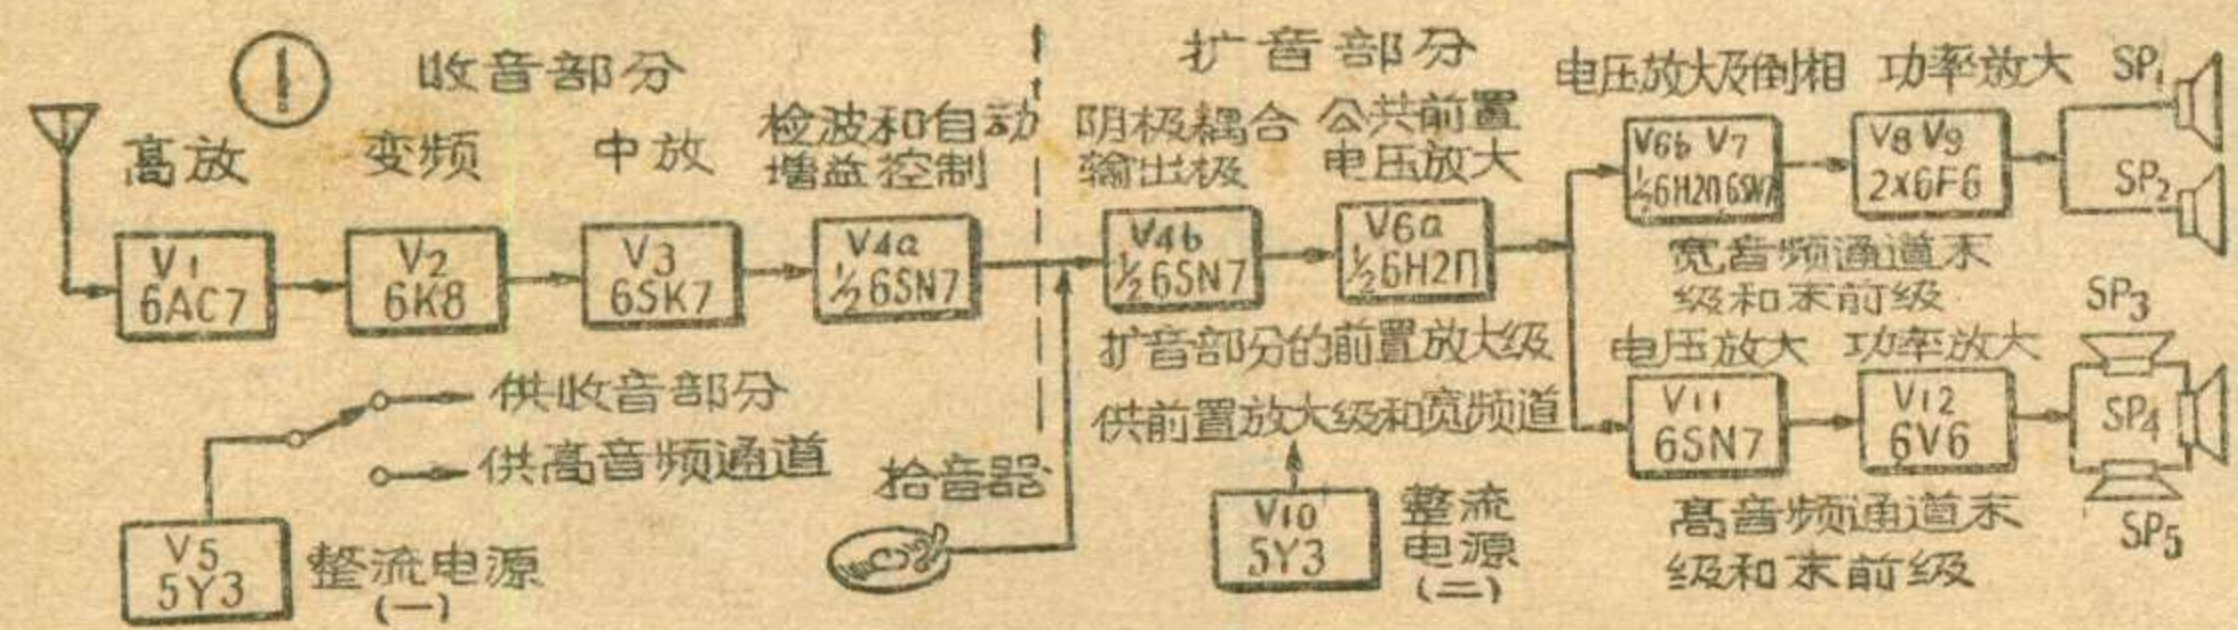 ①
收音部分
扩音部分
高放
变频
中放
检波和自动
增益控制
阴极耦合
输出极
公共前置
电压放大
电压放大及倒相
功率放大
SP1
SP2
V1
6AC7
V2
6K8
V3
6SK7
V4a
½6SN7
V4b
½6SN7
V6a
½6H2П
V6b V7
½6H2П 6SN7
V8 V9
2×6F6
宽音频通道末
级和末前级
扩音部分的前置放大级
供前置放大级和宽频道
电压放大
功率放大
V11
6SN7
V12
6V6
SP3
SP4
SP5
高音频通道末
级和末前级
供收音部分
供高音频通道
V5
5Y3
整流电源
(一)
拾音器
V10
5Y3
整流
电源
(二)